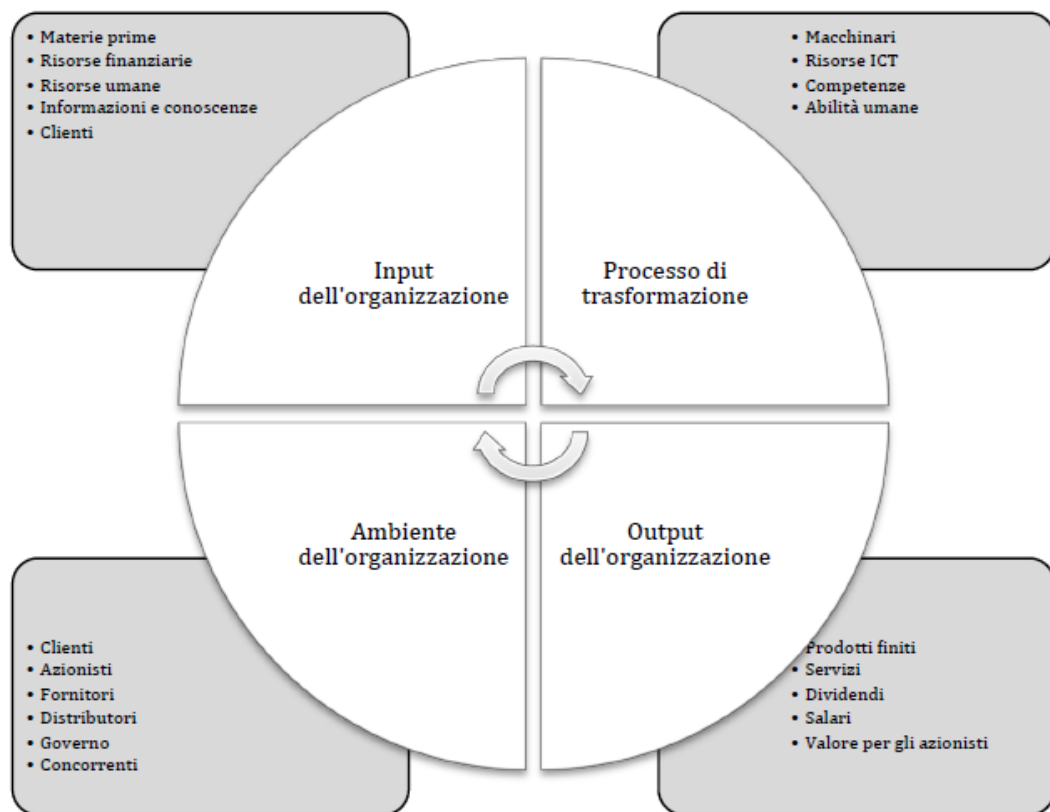 • Materie prime
• Risorse finanziarie
• Risorse umane
• Informazioni e conoscenze
• Clienti
• Macchinari
• Risorse ICT
• Competenze
• Abilità umane
Input
dell'organizzazione
Processo di
trasformazione
Ambiente
dell'organizzazione
Output
dell'organizzazione
• Clienti
• Azionisti
• Fornitori
• Distributori
• Governo
• Concorrenti
• Prodotti finiti
• Servizi
• Dividendi
• Salari
• Valore per gli azionisti